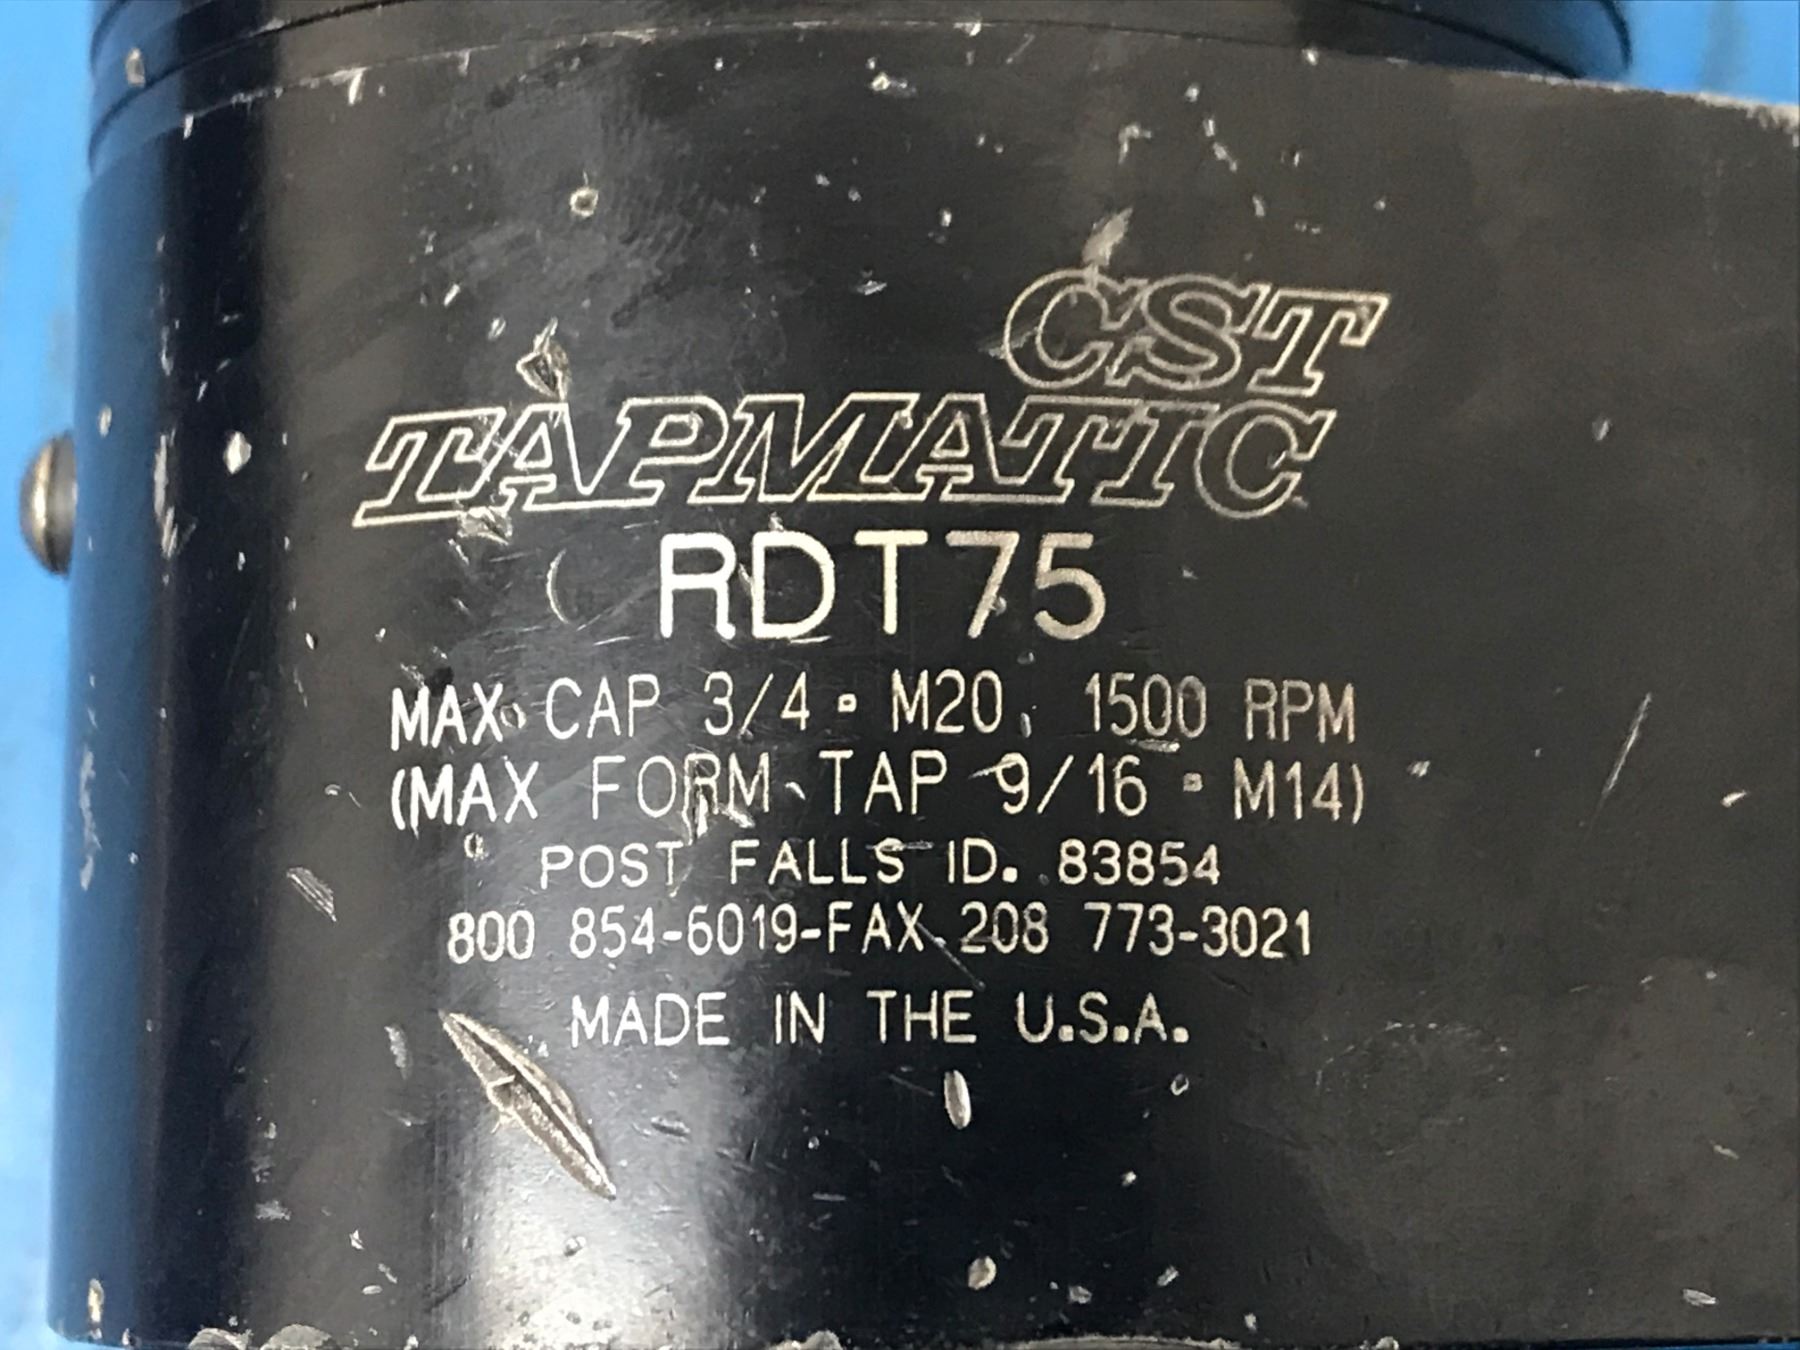 CST
TAPMATIC
RDT75
MAX CAP 3/4 ▫ M20, 1500 RPM
(MAX FORM TAP 9/16 ▫ M14)
POST FALLS ID. 83854
800 854-6019-FAX 208 773-3021
MADE IN THE U.S.A.